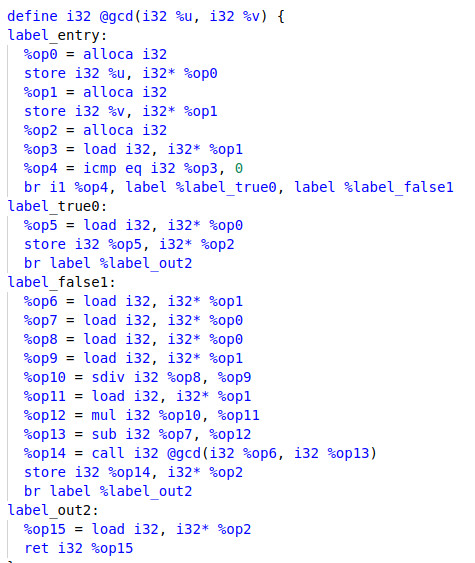 define i32 @gcd(i32 %u, i32 %v) {
label_entry:
%op0 = alloca i32
store i32 %u, i32* %op0
%op1 = alloca i32
store i32 %v, i32* %op1
%op2 = alloca i32
%op3 = load i32, i32* %op1
%op4 = icmp eq i32 %op3, 0
br i1 %op4, label %label_true0, label %label_false1
label_true0:
%op5 = load i32, i32* %op0
store i32 %op5, i32* %op2
br label %label_out2
label_false1:
%op6 = load i32, i32* %op1
%op7 = load i32, i32* %op0
%op8 = load i32, i32* %op0
%op9 = load i32, i32* %op1
%op10 = sdiv i32 %op8, %op9
%op11 = load i32, i32* %op1
%op12 = mul i32 %op10, %op11
%op13 = sub i32 %op7, %op12
%op14 = call i32 @gcd(i32 %op6, i32 %op13)
store i32 %op14, i32* %op2
br label %label_out2
label_out2:
%op15 = load i32, i32* %op2
ret i32 %op15